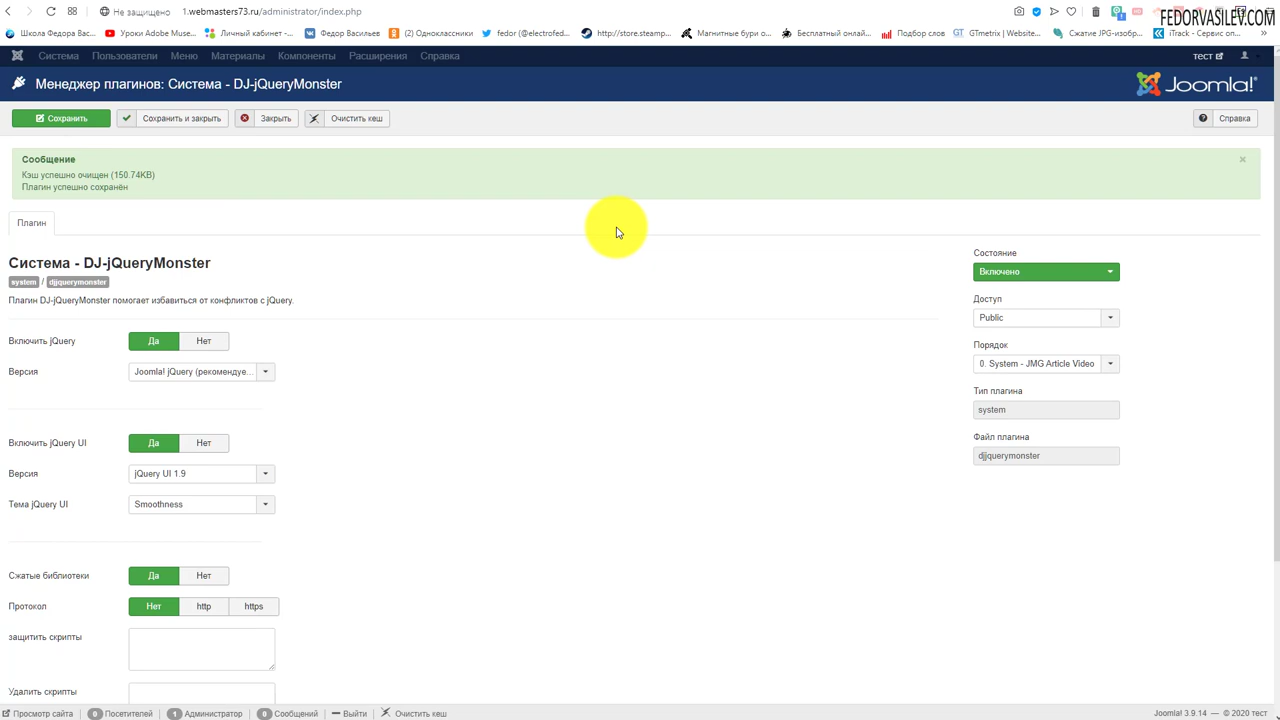 Не защищено
1.webmasters73.ru/administrator/index.php
FEDORVASILEV.COM
Школа Федора Вас...
Уроки Adobe Muse...
Личный кабинет -...
Федор Васильев
(2) Одноклассники
fedor (@electrofed...
http://store.steamp...
Магнитные бури о...
Бесплатный онлай...
Подбор слов
GTmetrix | Website...
Сжатие JPG-изобр...
iTrack - Сервис оп...
Система
Пользователи
Меню
Материалы
Компоненты
Расширения
Справка
тест
Менеджер плагинов: Система - DJ-jQueryMonster
Joomla!
Сохранить
Сохранить и закрыть
Закрыть
Очистить кеш
Справка
Сообщение
Кэш успешно очищен (150.74KB)
Плагин успешно сохранён
Плагин
Система - DJ-jQueryMonster
system / djjquerymonster
Плагин DJ-jQueryMonster помогает избавиться от конфликтов с jQuery.
Включить jQuery
Да
Нет
Версия
Joomla! jQuery (рекомендуе...
Включить jQuery UI
Да
Нет
Версия
jQuery UI 1.9
Тема jQuery UI
Smoothness
Сжатые библиотеки
Да
Нет
Протокол
Нет
http
https
защитить скрипты
Удалить скрипты
Состояние
Включено
Доступ
Public
Порядок
0. System - JMG Article Video
Тип плагина
system
Файл плагина
djjquerymonster
Просмотр сайта
0 Посетителей
1 Администратор
0 Сообщений
Выйти
Очистить кеш
Joomla! 3.9.14 — © 2020 тест